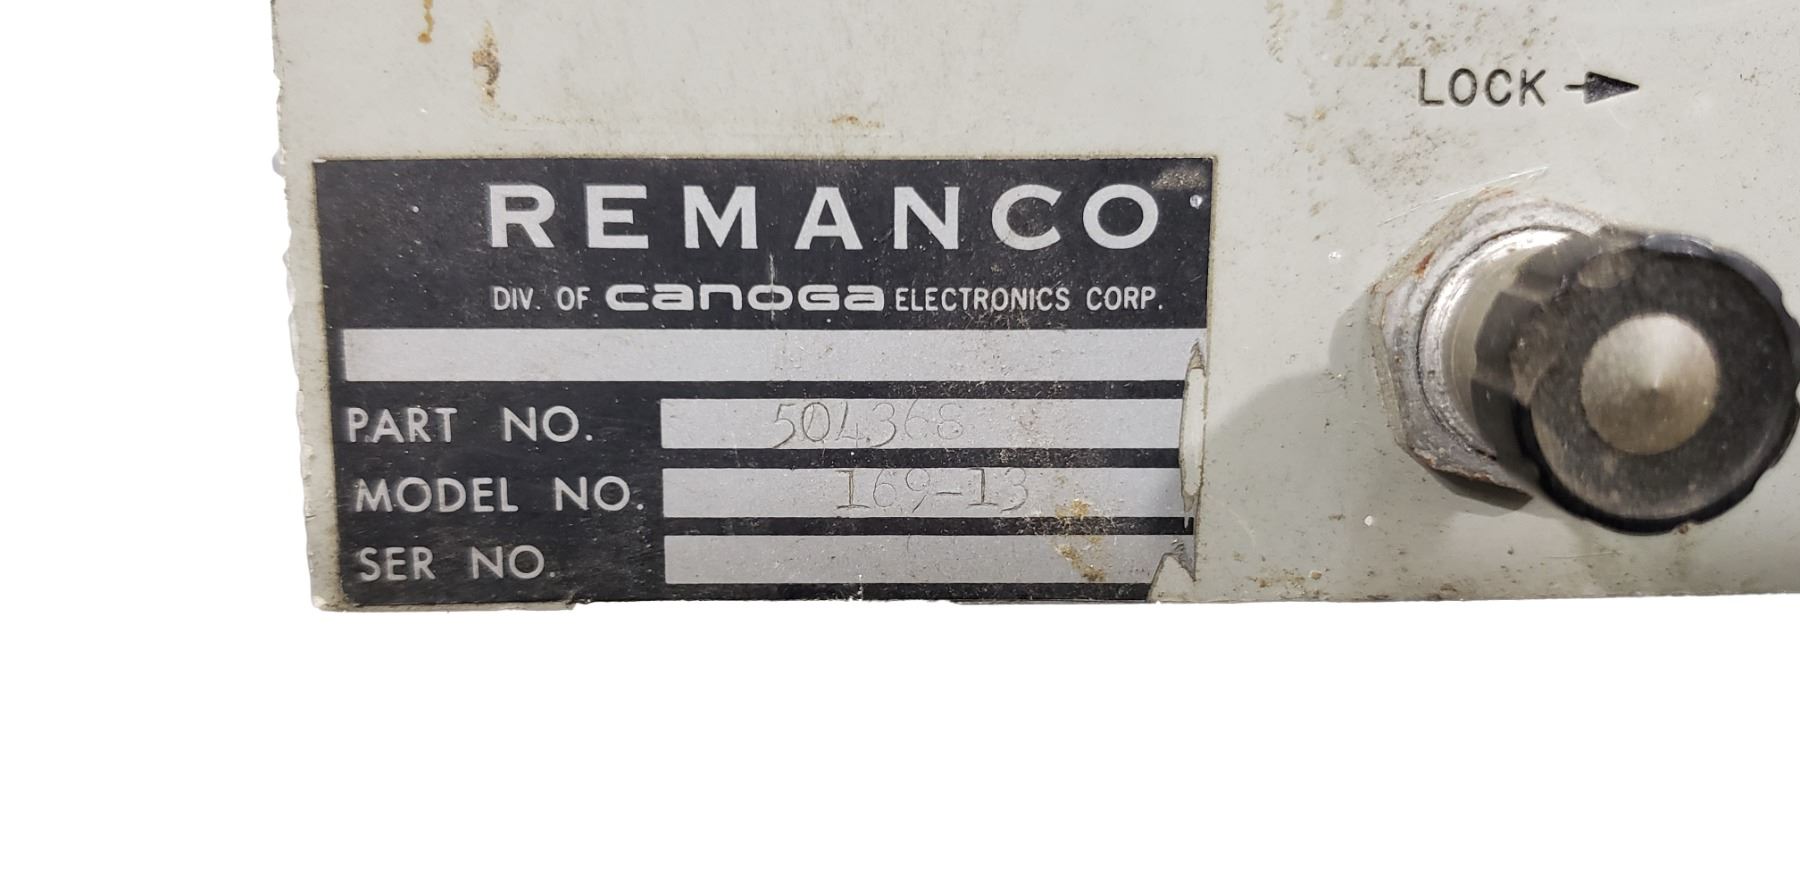 LOCK
REMANCO
DIV. OF canoga ELECTRONICS CORP.
PART NO. 504368
MODEL NO. 169-13
SER NO.